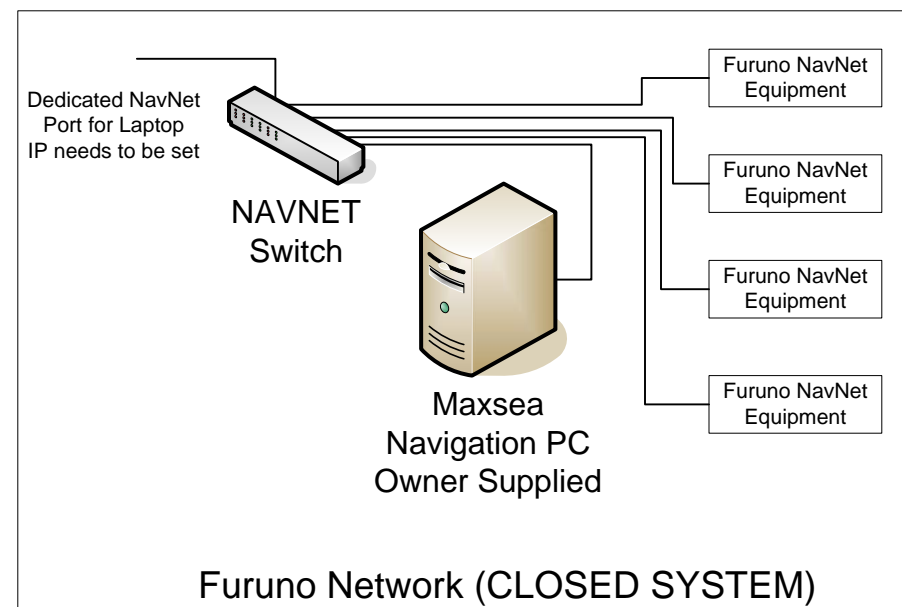 Dedicated NavNet
Port for Laptop
IP needs to be set
NAVNET
Switch
Maxsea
Navigation PC
Owner Supplied
Furuno NavNet
Equipment
Furuno NavNet
Equipment
Furuno NavNet
Equipment
Furuno NavNet
Equipment
Furuno Network (CLOSED SYSTEM)